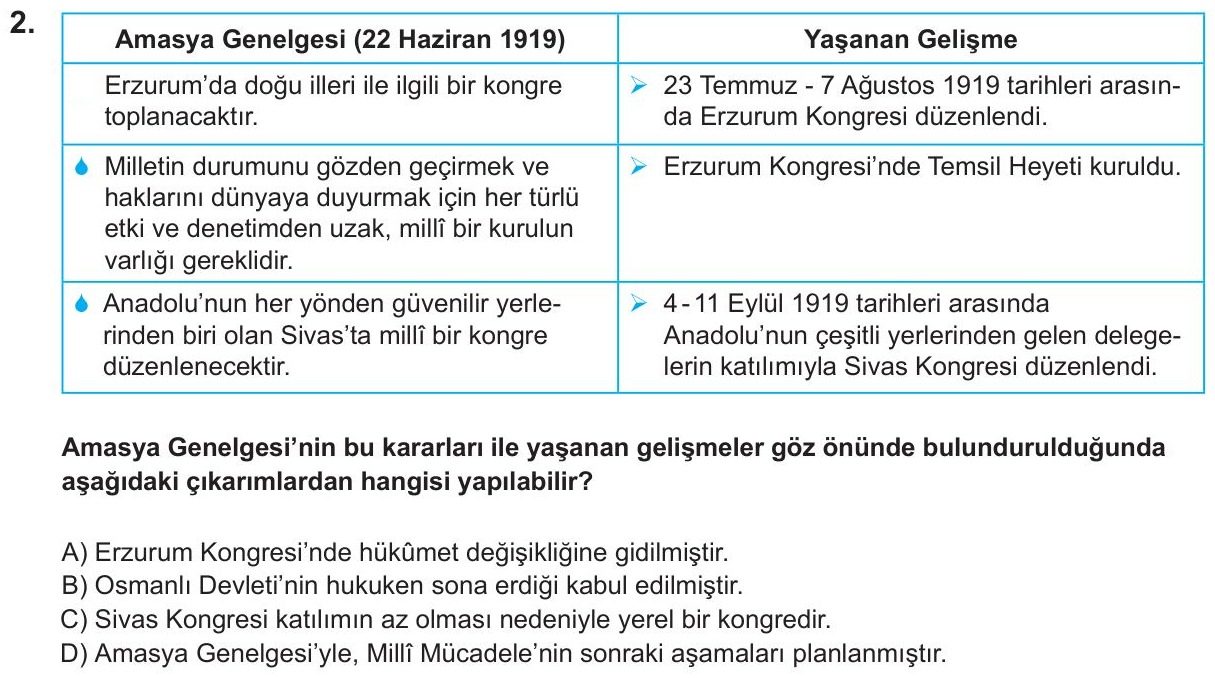 2.
Amasya Genelgesi (22 Haziran 1919)
Yaşanan Gelişme
Erzurum’da doğu illeri ile ilgili bir kongre
toplanacaktır.
23 Temmuz - 7 Ağustos 1919 tarihleri arasın-
da Erzurum Kongresi düzenlendi.
Milletin durumunu gözden geçirmek ve
haklarını dünyaya duyurmak için her türlü
etki ve denetimden uzak, millî bir kurulun
varlığı gereklidir.
Erzurum Kongresi’nde Temsil Heyeti kuruldu.
Anadolu’nun her yönden güvenilir yerle-
rinden biri olan Sivas’ta millî bir kongre
düzenlenecektir.
4-11 Eylül 1919 tarihleri arasında
Anadolu’nun çeşitli yerlerinden gelen delege-
lerin katılımıyla Sivas Kongresi düzenlendi.
Amasya Genelgesi’nin bu kararları ile yaşanan gelişmeler göz önünde bulundurulduğunda
aşağıdaki çıkarımlardan hangisi yapılabilir?
A) Erzurum Kongresi’nde hükûmet değişikliğine gidilmiştir.
B) Osmanlı Devleti’nin hukuken sona erdiği kabul edilmiştir.
C) Sivas Kongresi katılımın az olması nedeniyle yerel bir kongredir.
D) Amasya Genelgesi’yle, Millî Mücadele’nin sonraki aşamaları planlanmıştır.